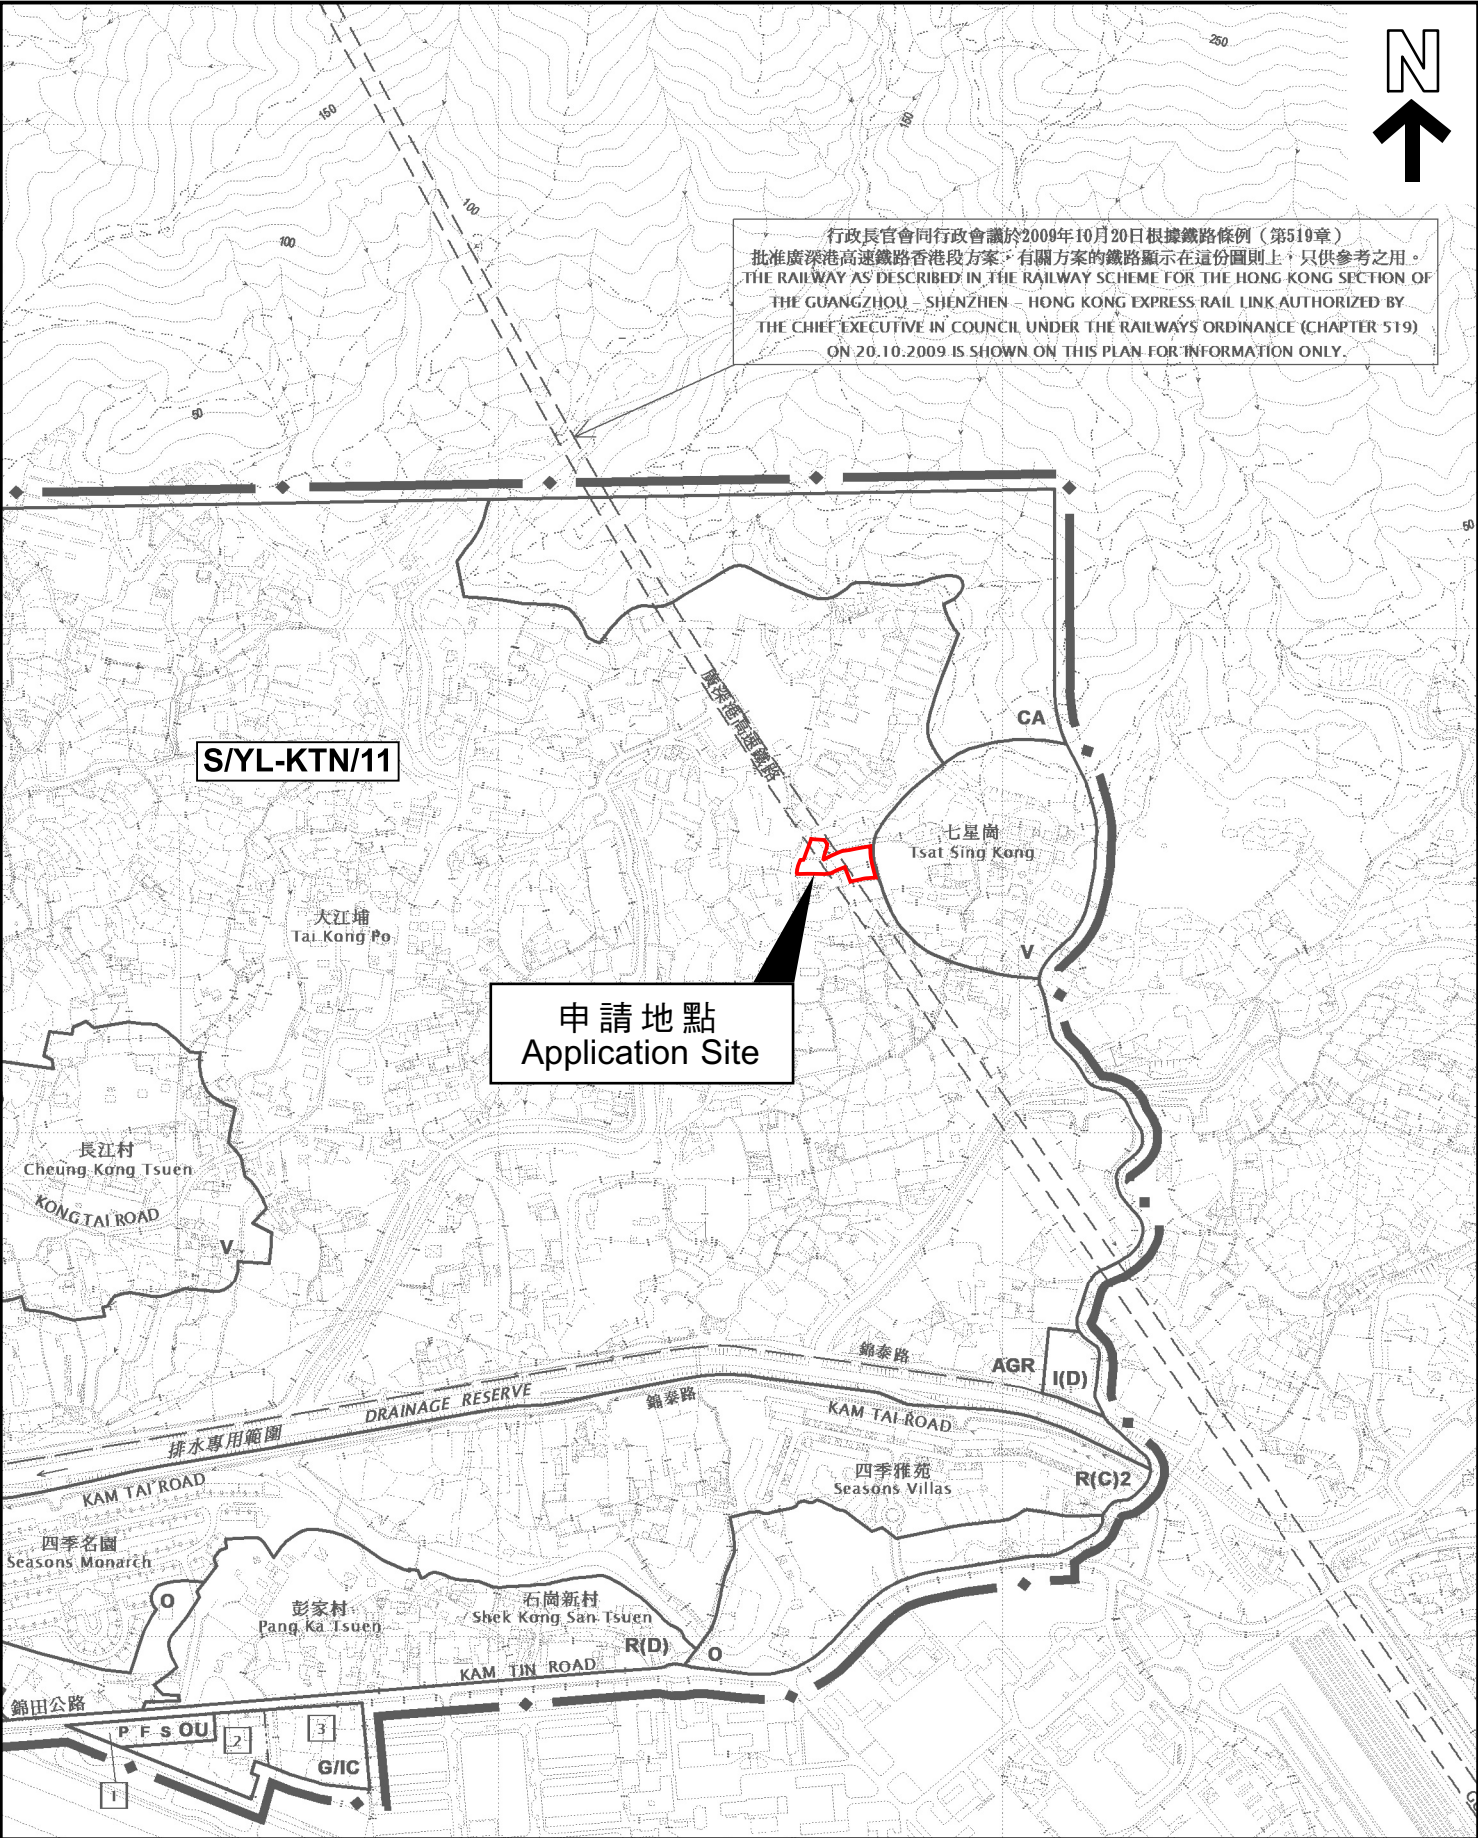 250
N
150
150
100
100
行政長官會同行政會議於2009年10月20日根據鐵路條例（第519章）
批准廣深港高速鐵路香港段方案，有關方案的鐵路顯示在這份圖則上，只供參考之用。
THE RAILWAY AS DESCRIBED IN THE RAILWAY SCHEME FOR THE HONG KONG SECTION OF
THE GUANGZHOU – SHENZHEN – HONG KONG EXPRESS RAIL LINK AUTHORIZED BY
THE CHIEF EXECUTIVE IN COUNCIL UNDER THE RAILWAYS ORDINANCE (CHAPTER 519)
ON 20.10.2009 IS SHOWN ON THIS PLAN FOR INFORMATION ONLY.
50
50
廣深港高速鐵路
CA
S/YL-KTN/11
七星崗
Tsat Sing Kong
大江埔
Tai Kong Po
V
申請地點
Application Site
長江村
Cheung Kong Tsuen
KONG TAI ROAD
V
錦泰路
AGR
I(D)
DRAINAGE RESERVE
錦泰路
KAM TAI ROAD
排水專用範圍
KAM TAI ROAD
四季雅苑
Seasons Villas
R(C)2
四季名園
Seasons Monarch
O
彭家村
Pang Ka Tsuen
石崗新村
Shek Kong San Tsuen
R(D)
O
KAM TIN ROAD
錦田公路
P F S OU
2
3
G/IC
1